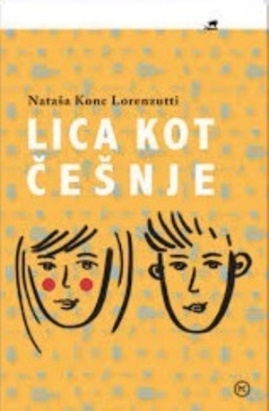 Nataša Konc Lorenzutti
LICA KOT
ČEŠNJE